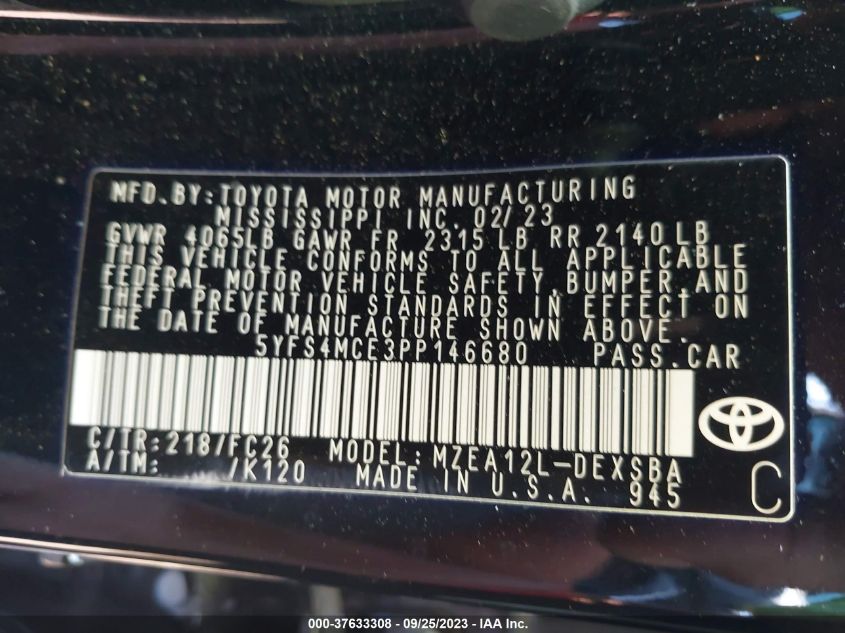 MFD.BY:TOYOTA MOTOR MANUFACTURING
MISSISSIPPI INC. 02/23
GVWR 4065LB GAWR FR 2315LB RR 2140LB
THIS VEHICLE CONFORMS TO ALL APPLICABLE
FEDERAL MOTOR VEHICLE SAFETY,BUMPER,AND
THEFT PREVENTION STANDARDS IN EFFECT ON
THE DATE OF MANUFACTURE SHOWN ABOVE.
5YFS4MCE3PP146680 PASS.CAR
C/TR:218/FC26 MODEL:MZEA12L-DEXSBA
A/TM: /K120 MADE IN U.S.A. 945
C
000-37633308 - 09/25/2023 - IAA Inc.